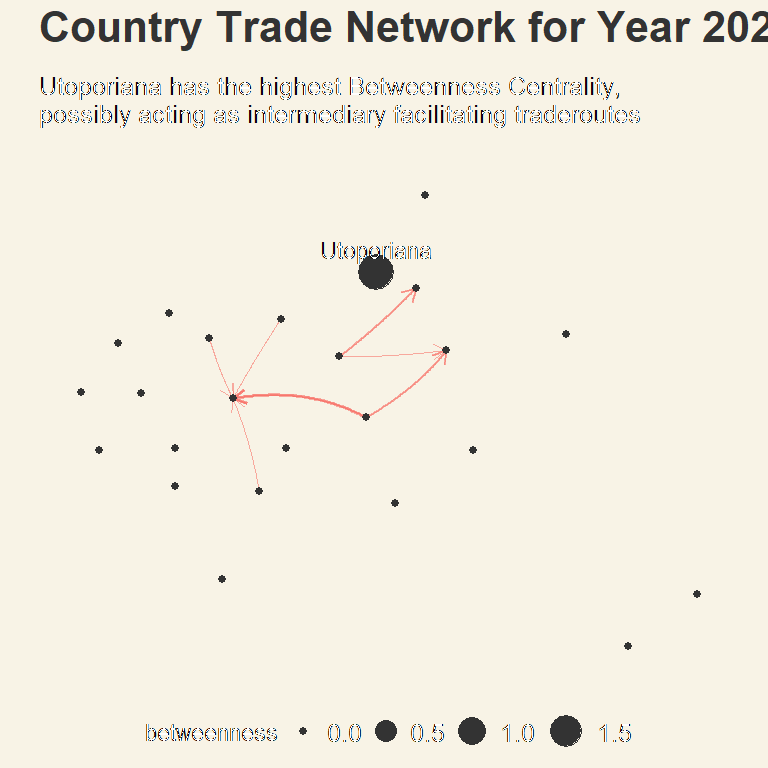 Country Trade Network for Year 202
Utoporiana has the highest Betweenness Centrality,
possibly acting as intermediary facilitating traderoutes
Utoporiana
betweenness 0.0 0.5 1.0 1.5